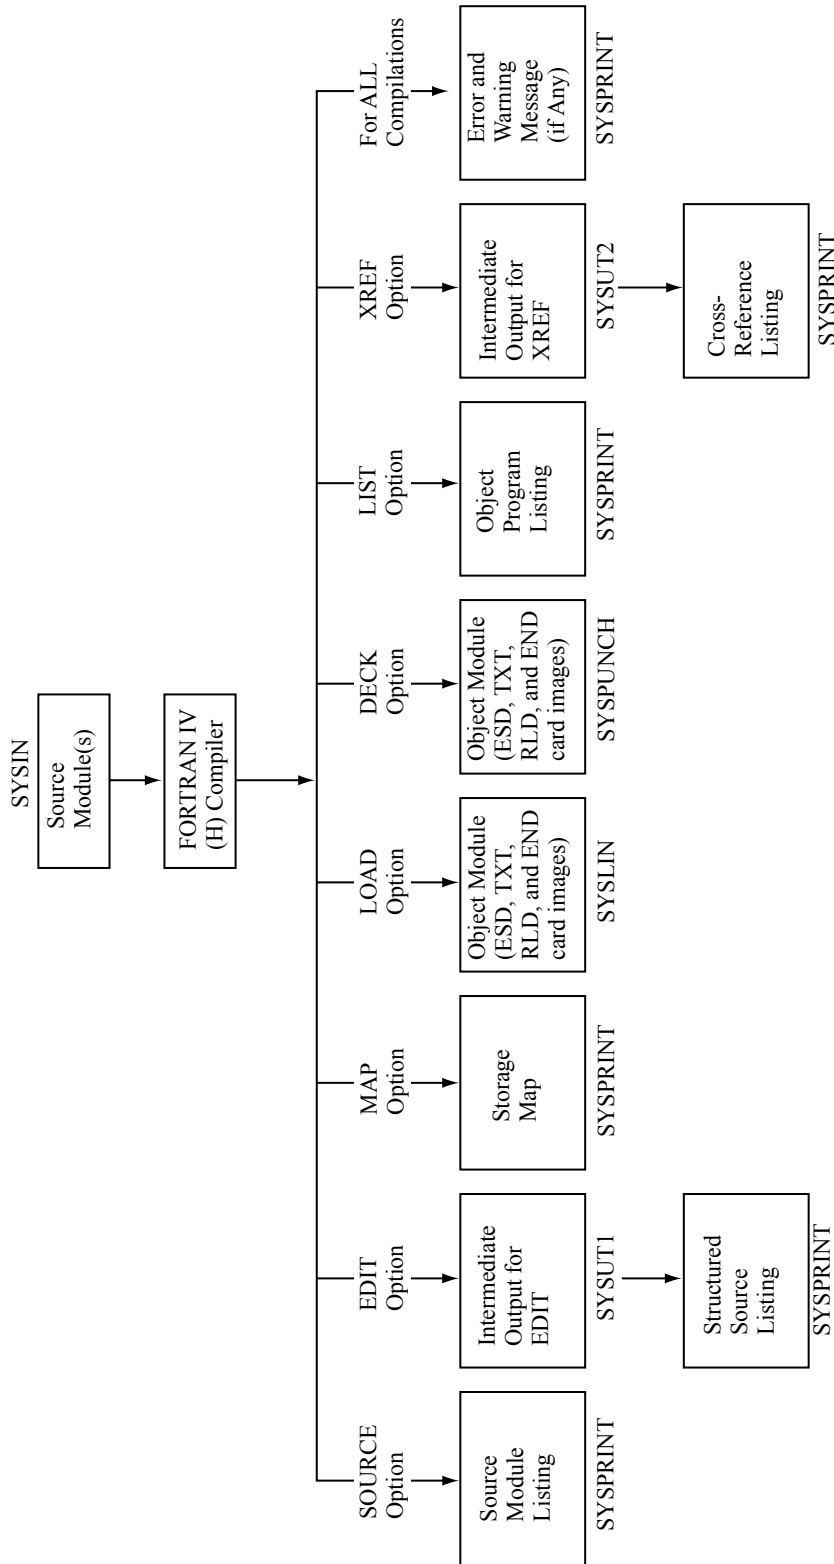 SYSIN
Source
Module(s)
FORTRAN IV
(H) Compiler
SOURCE
Option
Source
Module
Listing
SYSPRINT
EDIT
Option
Intermediate
Output for
EDIT
SYSUT1
Structured
Source
Listing
SYSPRINT
MAP
Option
Storage
Map
SYSPRINT
LOAD
Option
Object Module
(ESD, TXT,
RLD, and END
card images)
SYSLIN
DECK
Option
Object Module
(ESD, TXT,
RLD, and END
card images)
SYSPUNCH
LIST
Option
Object
Program
Listing
SYSPRINT
XREF
Option
Intermediate
Output for
XREF
SYSUT2
Cross-
Reference
Listing
SYSPRINT
For ALL
Compilations
Error and
Warning
Message
(if Any)
SYSPRINT